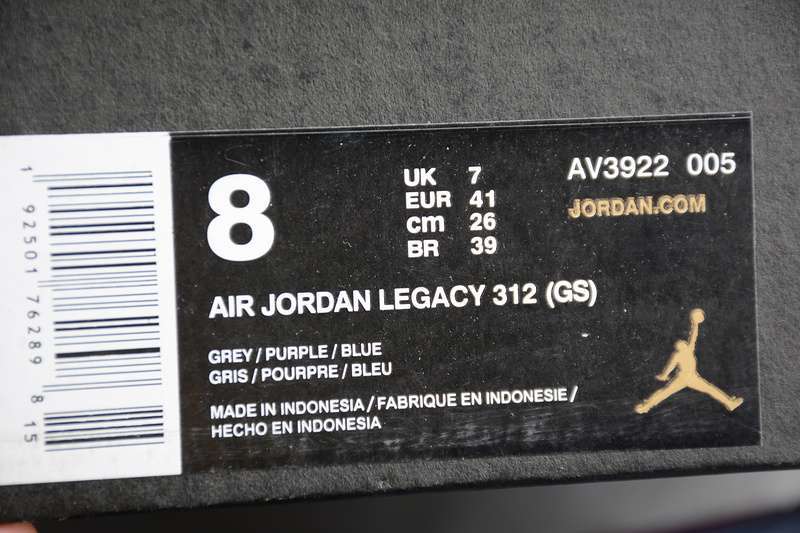 8
UK 7
EUR 41
cm 26
BR 39
AV3922 005
JORDAN.COM
AIR JORDAN LEGACY 312 (GS)
GREY / PURPLE / BLUE
GRIS / POURPRE / BLEU
MADE IN INDONESIA / FABRIQUE EN INDONESIE /
HECHO EN INDONESIA
1 92501 76289 8 15